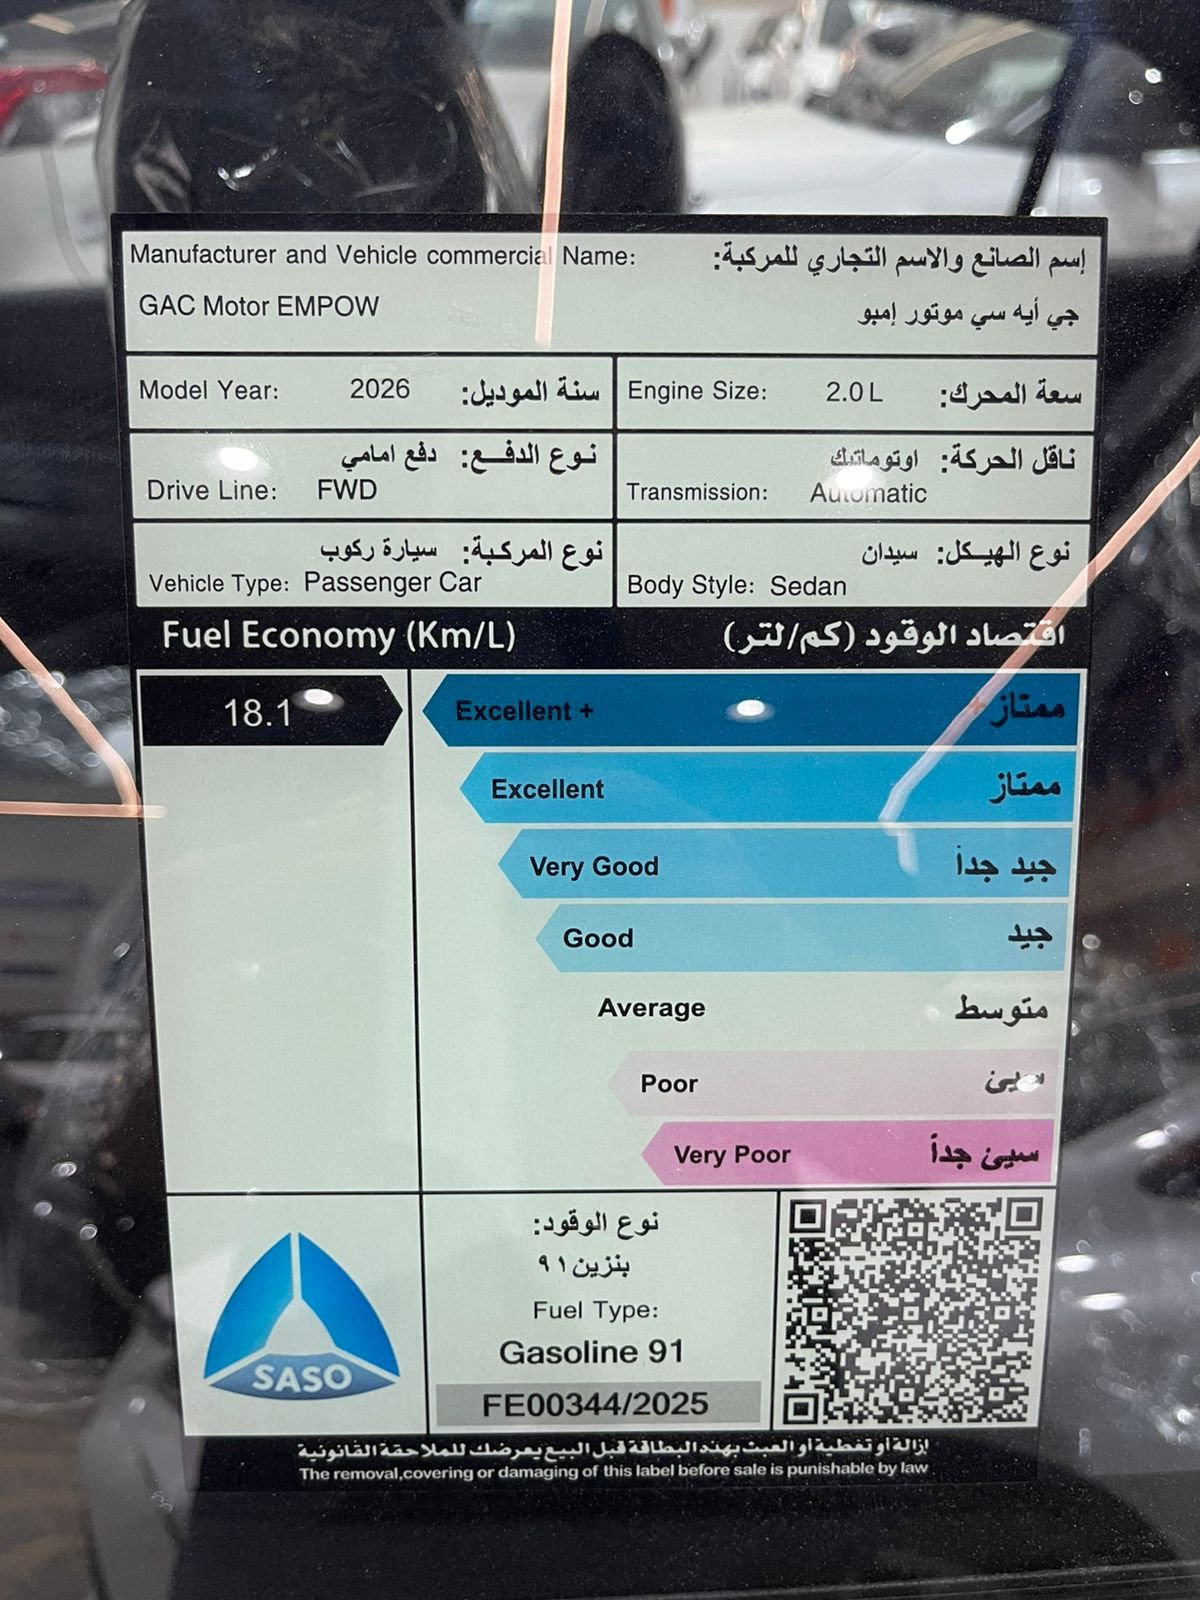 Manufacturer and Vehicle commercial Name: إسم الصانع والاسم التجاري للمركبة:
GAC Motor EMPOW جي أيه سي موتور إمبو
Model Year: 2026 سنة الموديل:
Engine Size: 2.0 L سعة المحرك:
نوع الدفع: دفع امامي
Drive Line: FWD
ناقل الحركة: اوتوماتيك
Transmission: Automatic
نوع المركبة: سيارة ركوب
Vehicle Type: Passenger Car
نوع الهيكل: سيدان
Body Style: Sedan
Fuel Economy (Km/L) اقتصاد الوقود (كم/لتر)
18.1
Excellent + ممتاز
Excellent ممتاز
Very Good جيد جداً
Good جيد
Average متوسط
Poor سيئ
Very Poor سيئ جداً
SASO
نوع الوقود:
بنزين ٩١
Fuel Type:
Gasoline 91
FE00344/2025
إزالة أو تغطية أو العبث بهذه البطاقة قبل البيع يعرضك للملاحقة القانونية
The removal,covering or damaging of this label before sale is punishable by law